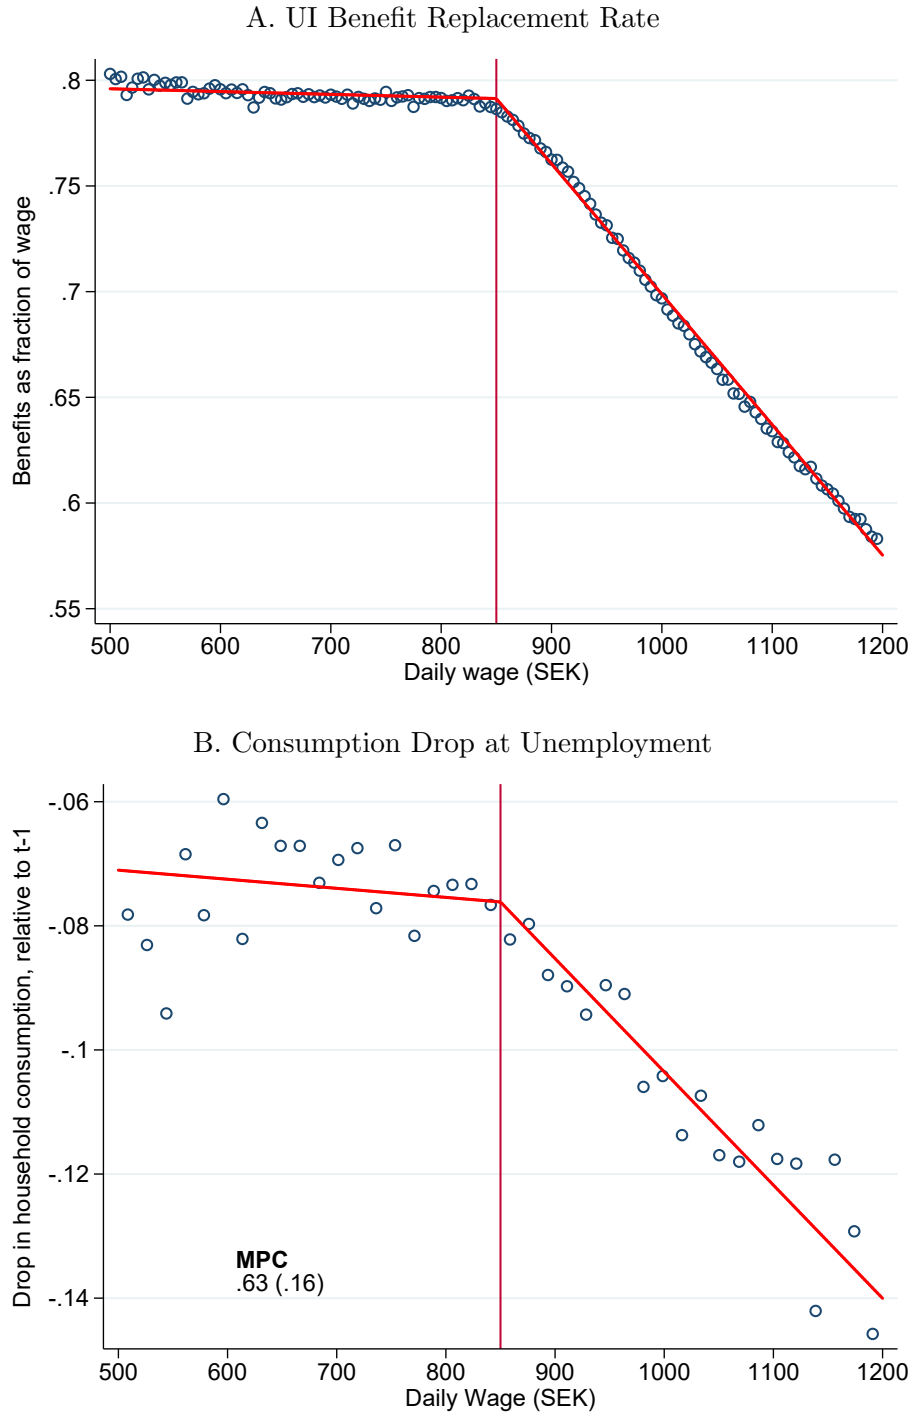 A. UI Benefit Replacement Rate
Benefits as fraction of wage
.8
.75
.7
.65
.6
.55
500 600 700 800 900 1000 1100 1200
Daily wage (SEK)
B. Consumption Drop at Unemployment
Drop in household consumption, relative to t-1
-.06
-.08
-.1
-.12
-.14
MPC
.63 (.16)
500 600 700 800 900 1000 1100 1200
Daily Wage (SEK)